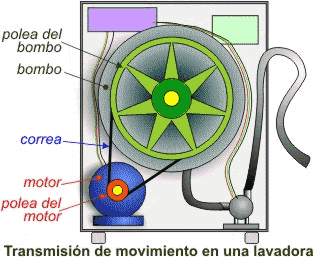 polea del
bombo
bombo
correa
motor
polea del
motor
Transmisión de movimiento en una lavadora